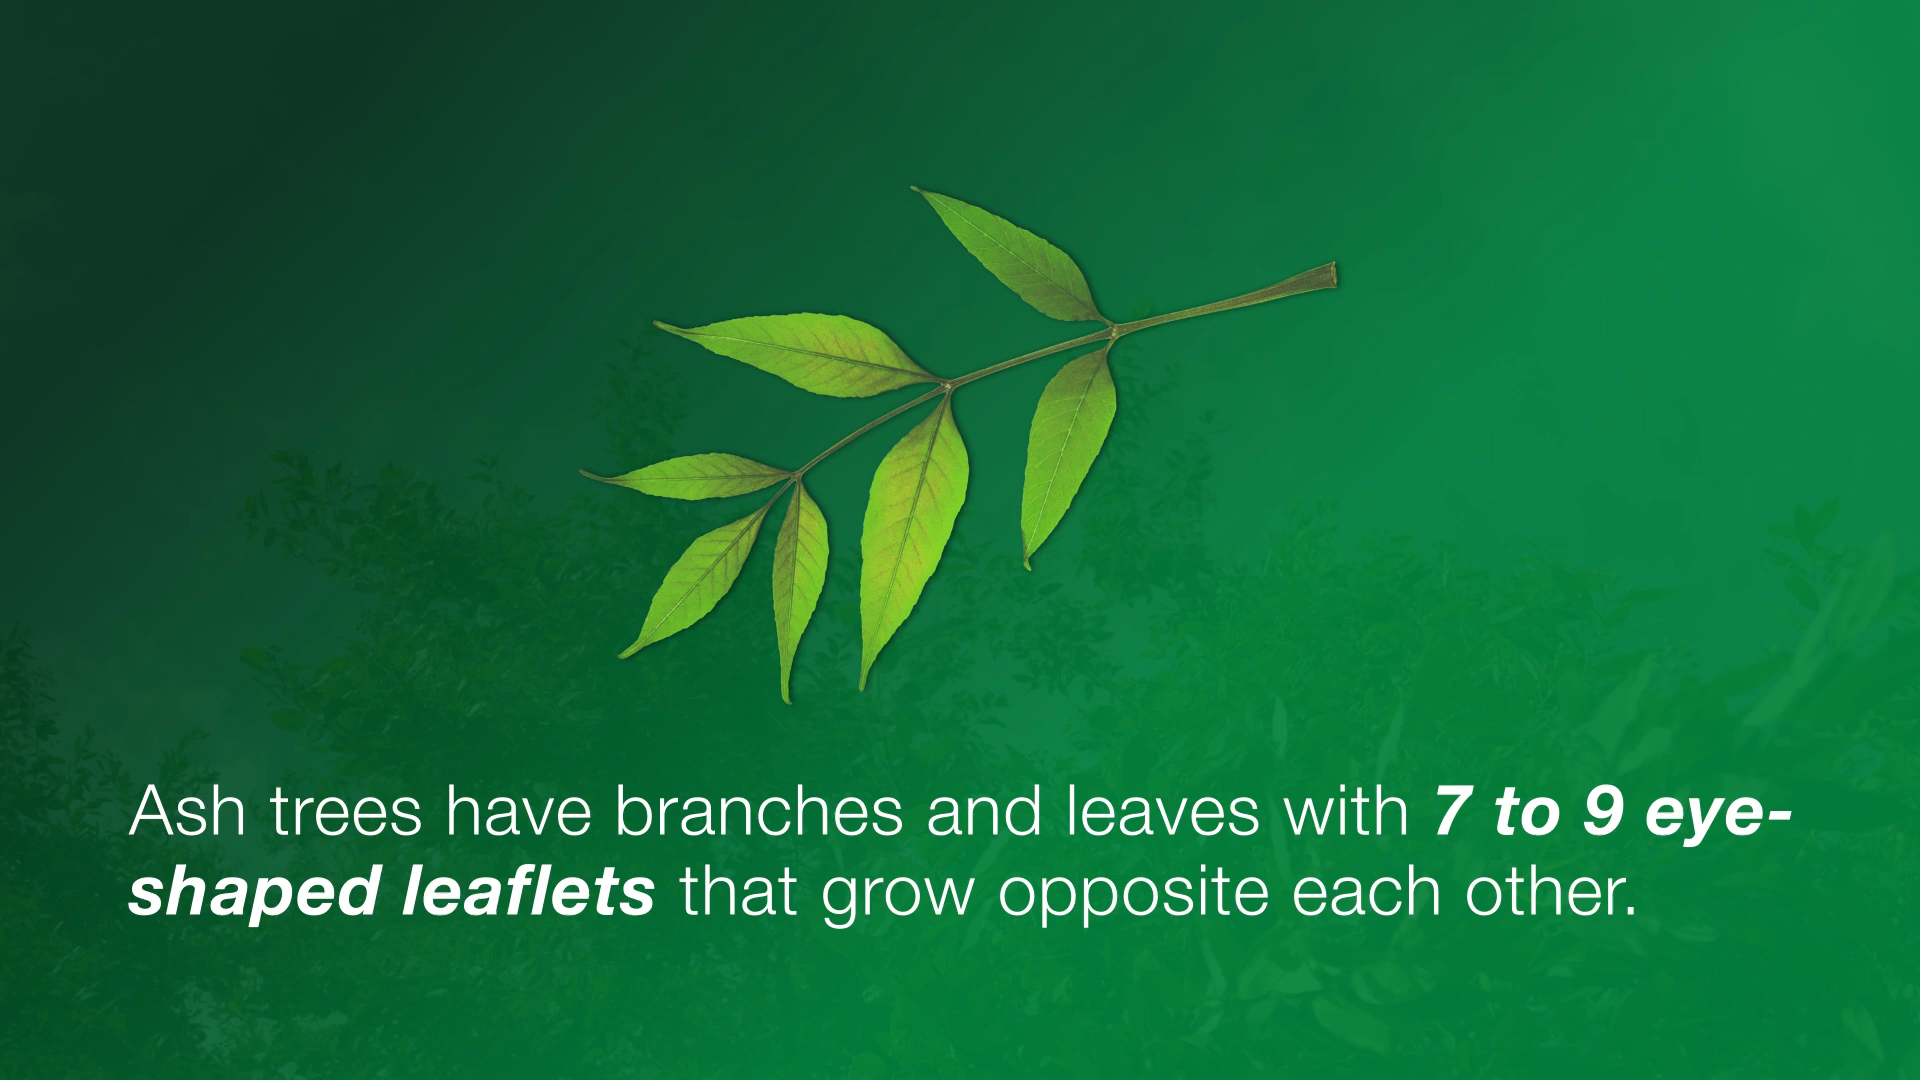 Ash trees have branches and leaves with 7 to 9 eye-
shaped leaflets that grow opposite each other.